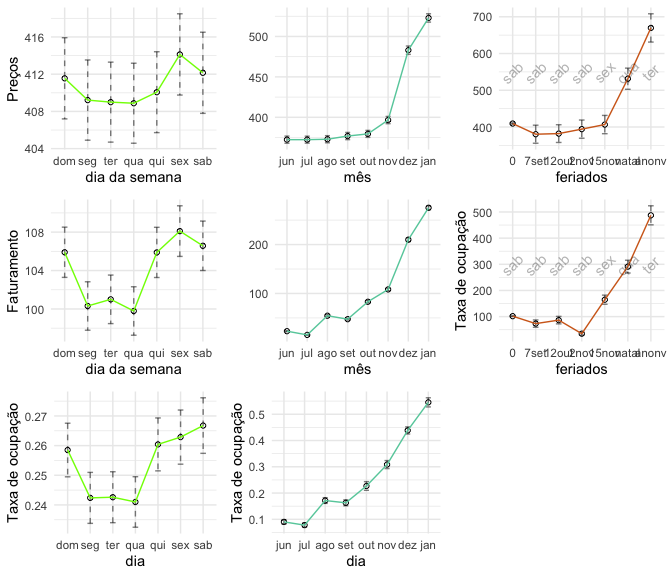 Preços
416
412
408
404
dom seg ter qua qui sex sab
dia da semana
500
450
400
jun jul ago set out nov dez jan
mês
700
600
500
400
sab sab sab sab sex qua ter
0 7set 12out 2nov 15nov natal anonv
feriados
Faturamento
108
104
100
dom seg ter qua qui sex sab
dia da semana
200
100
jun jul ago set out nov dez jan
mês
Taxa de ocupação
500
400
300
200
100
sab sab sab sab sex qua ter
0 7set 12out 2nov 15nov natal anonv
feriados
Taxa de ocupação
0.27
0.26
0.25
0.24
dom seg ter qua qui sex sab
dia
Taxa de ocupação
0.5
0.4
0.3
0.2
0.1
jun jul ago set out nov dez jan
dia